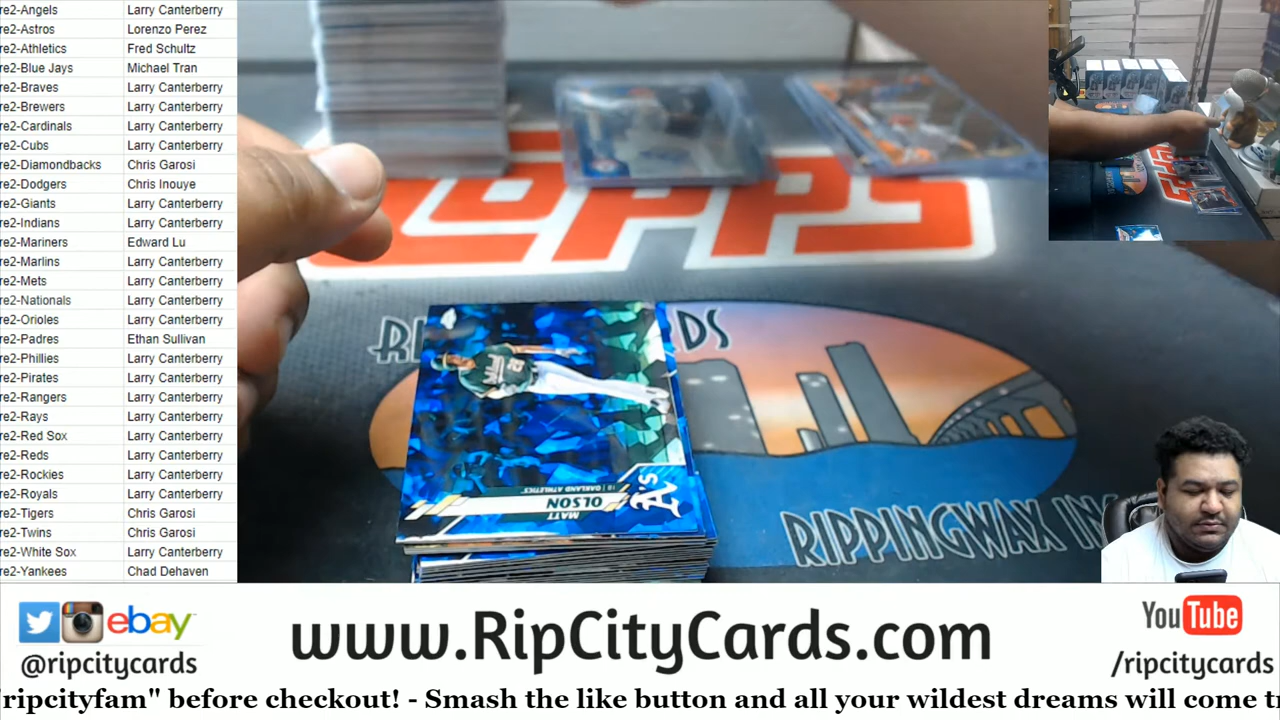 re2-Angels Larry Canterberry
re2-Astros Lorenzo Perez
re2-Athletics Fred Schultz
re2-Blue Jays Michael Tran
re2-Braves Larry Canterberry
re2-Brewers Larry Canterberry
re2-Cardinals Larry Canterberry
re2-Cubs Larry Canterberry
re2-Diamondbacks Chris Garosi
re2-Dodgers Chris Inouye
re2-Giants Larry Canterberry
re2-Indians Larry Canterberry
re2-Mariners Edward Lu
re2-Marlins Larry Canterberry
re2-Mets Larry Canterberry
re2-Nationals Larry Canterberry
re2-Orioles Larry Canterberry
re2-Padres Ethan Sullivan
re2-Phillies Larry Canterberry
re2-Pirates Larry Canterberry
re2-Rangers Larry Canterberry
re2-Rays Larry Canterberry
re2-Red Sox Larry Canterberry
re2-Reds Larry Canterberry
re2-Rockies Larry Canterberry
re2-Royals Larry Canterberry
re2-Tigers Chris Garosi
re2-Twins Chris Garosi
re2-White Sox Larry Canterberry
re2-Yankees Chad Dehaven
TOPPS
RI DS
MATT
OLSON
1B | OAKLAND ATHLETICS
A's
RIPPINGWAX IN
ebay
@ripcitycards
www.RipCityCards.com
YouTube
/ripcitycards
"ripcityfam" before checkout! - Smash the like button and all your wildest dreams will come tr